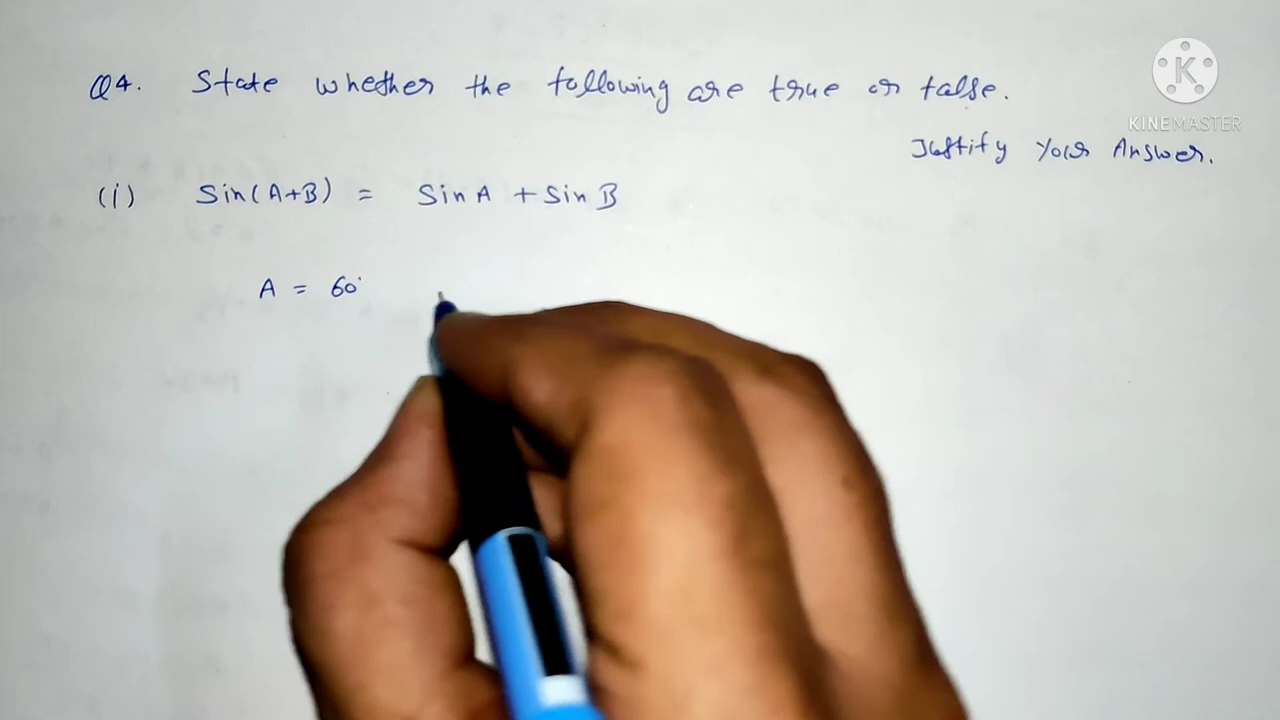 Q4. State whether the following are true or false.
Justify your Answer.
(i) Sin(A+B) = Sin A + Sin B
A = 60°
K
KINEMASTER